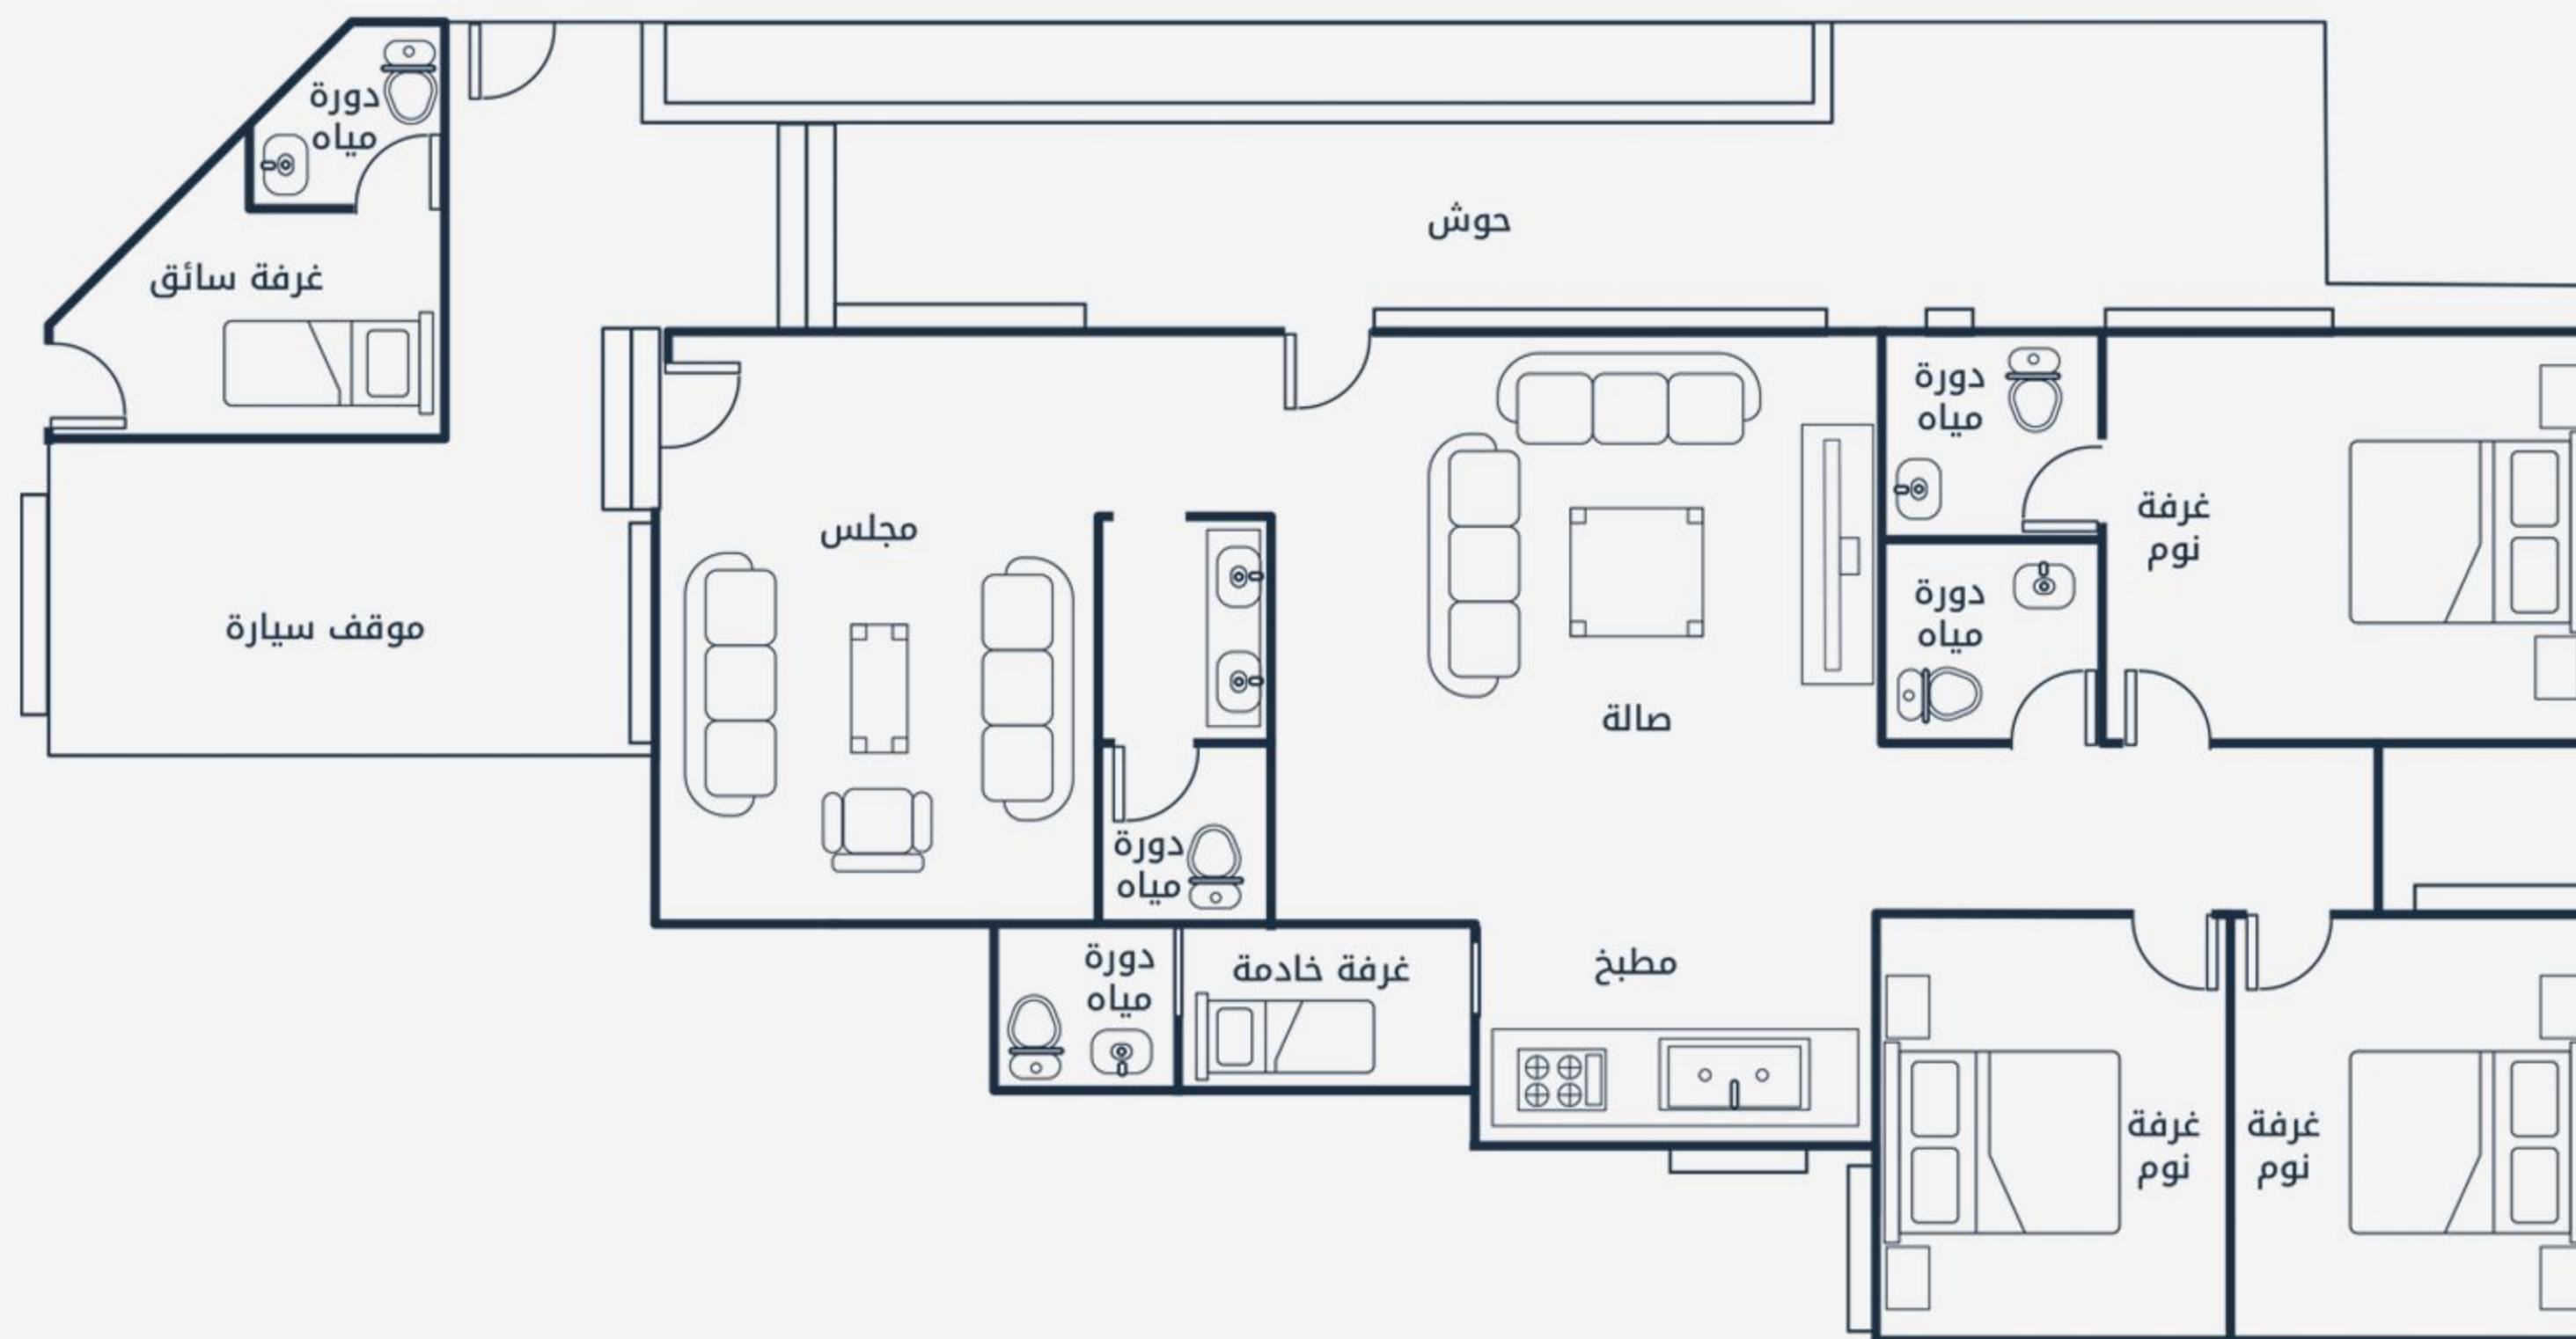 دورة
مياه
غرفة سائق
موقف سيارة
حوش
مجلس
دورة
مياه
دورة
مياه
غرفة خادمة
صالة
مطبخ
دورة
مياه
دورة
مياه
غرفة
نوم
غرفة
نوم
غرفة
نوم